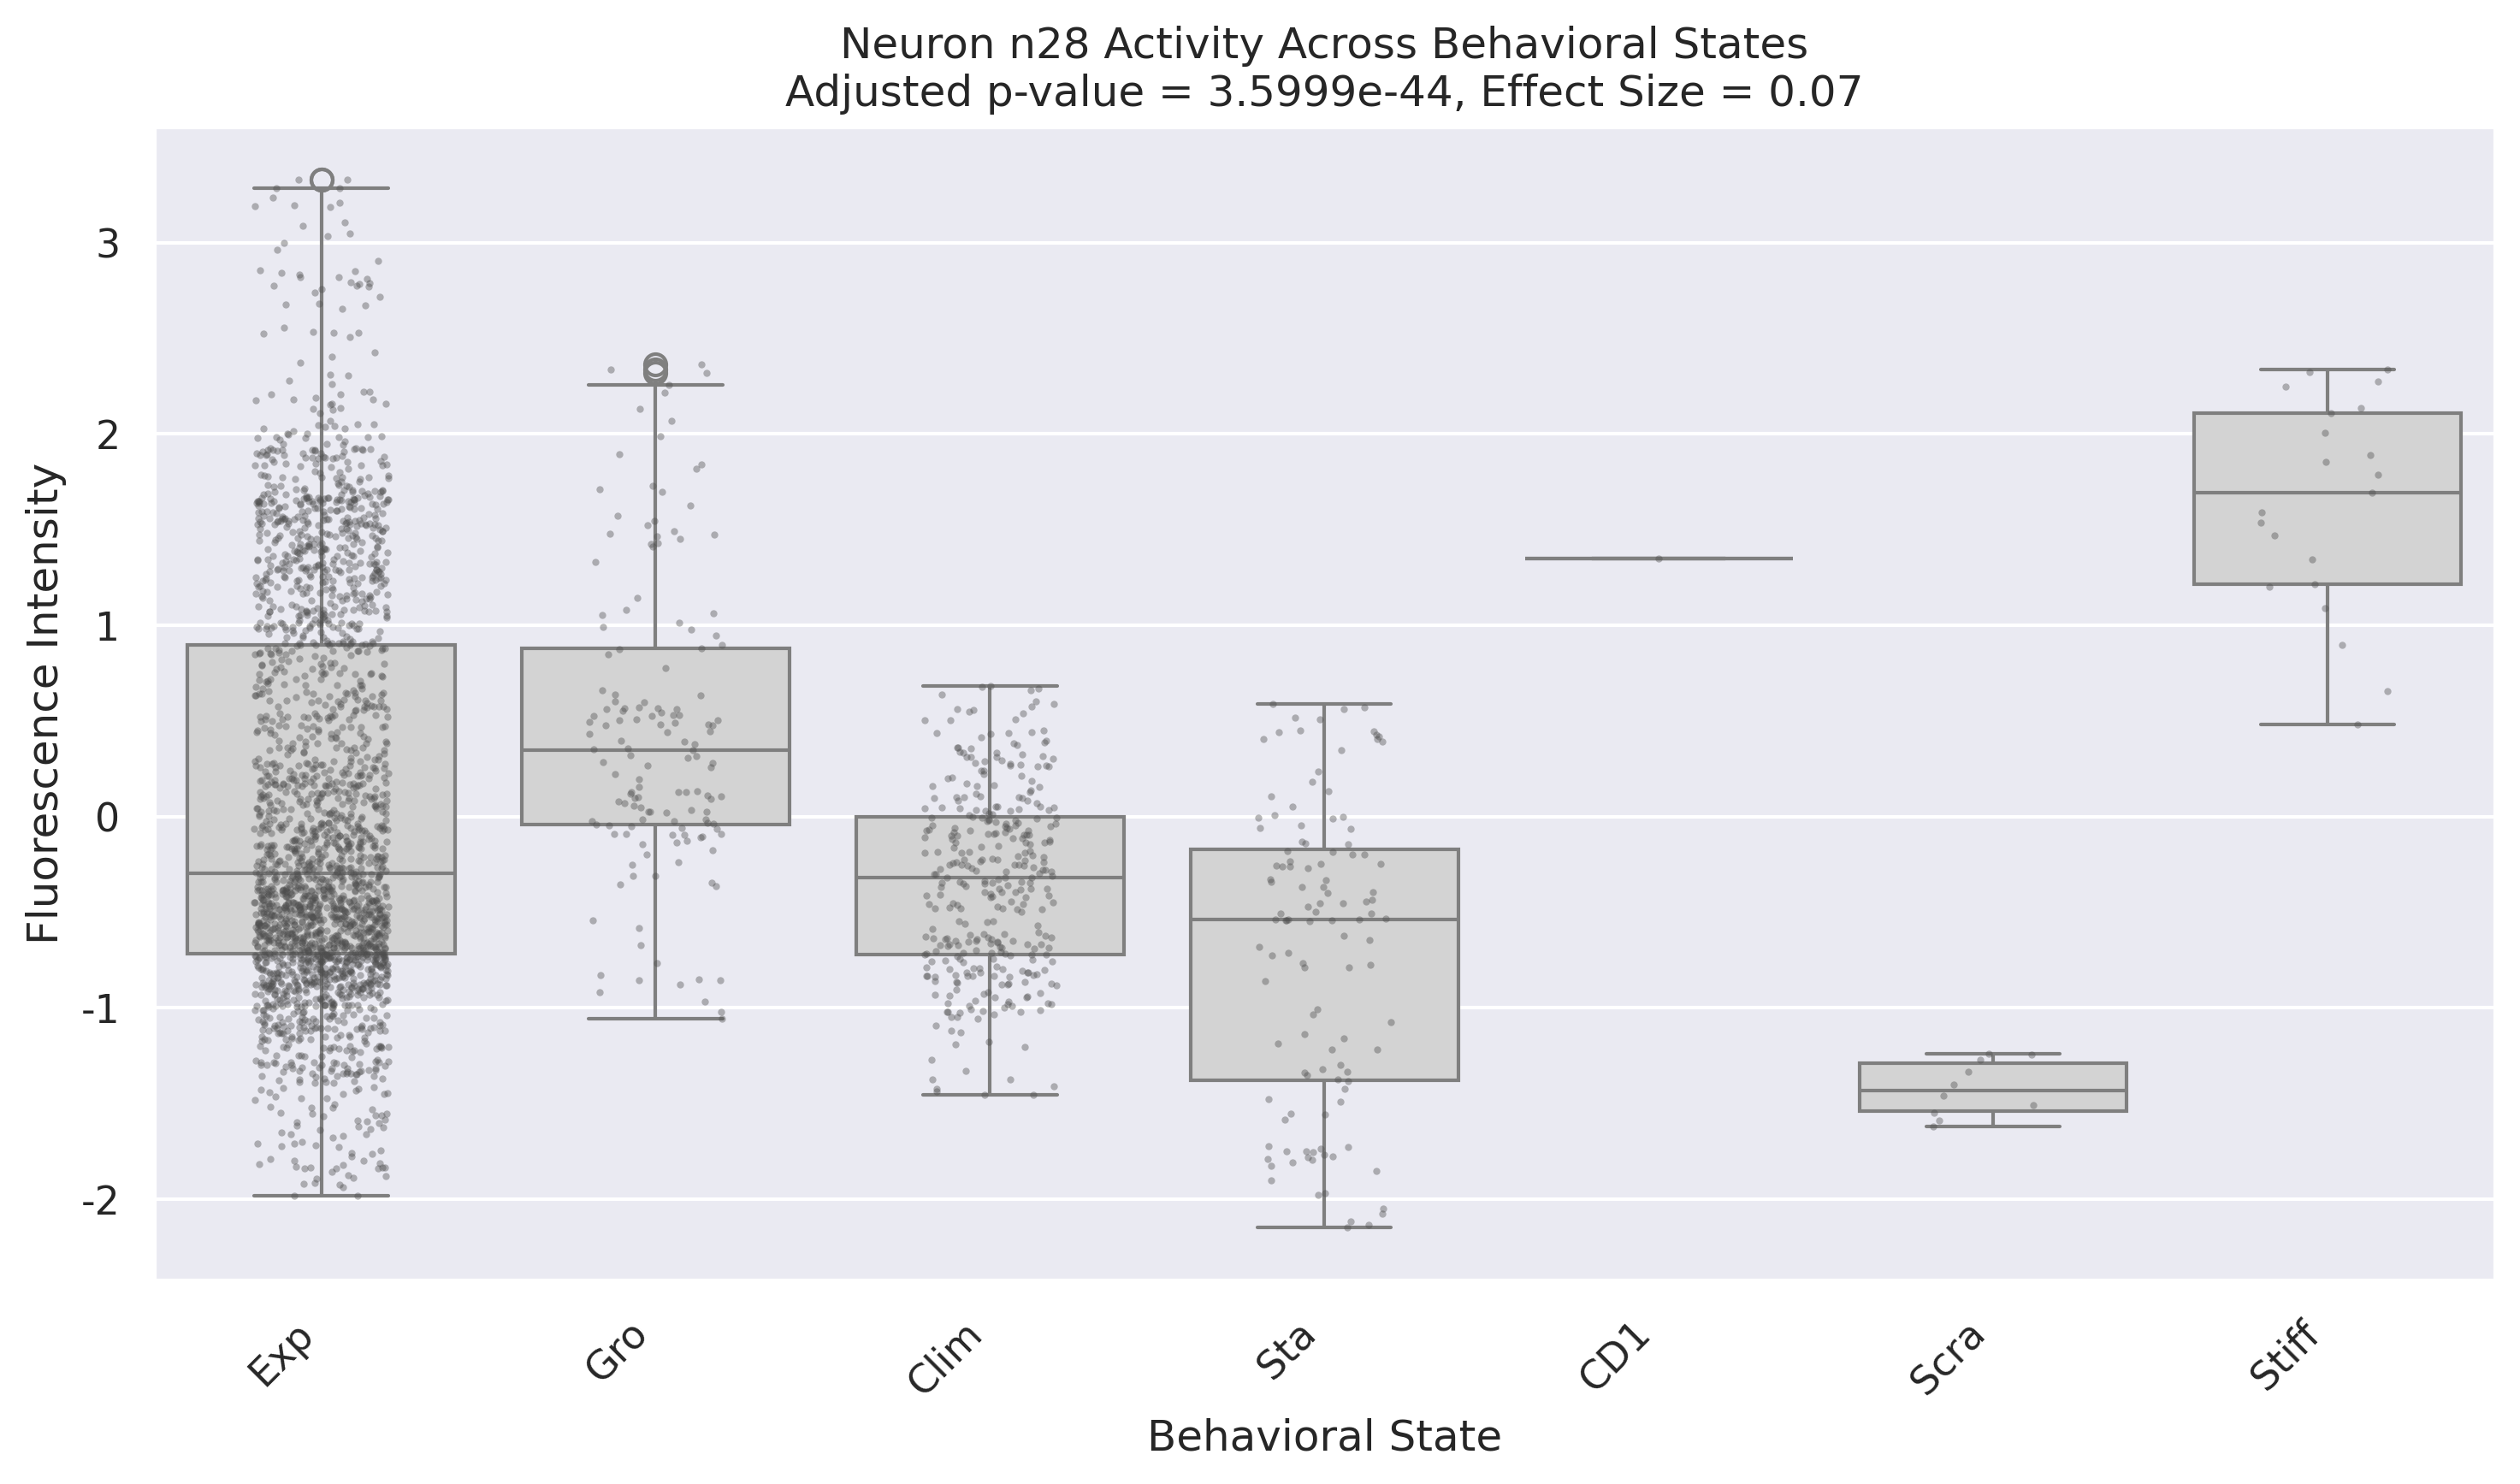 Neuron n28 Activity Across Behavioral States
Adjusted p-value = 3.5999e-44, Effect Size = 0.07
Fluorescence Intensity
3
2
1
0
-1
-2
Exp
Gro
Clim
Sta
CD1
Scra
Stiff
Behavioral State